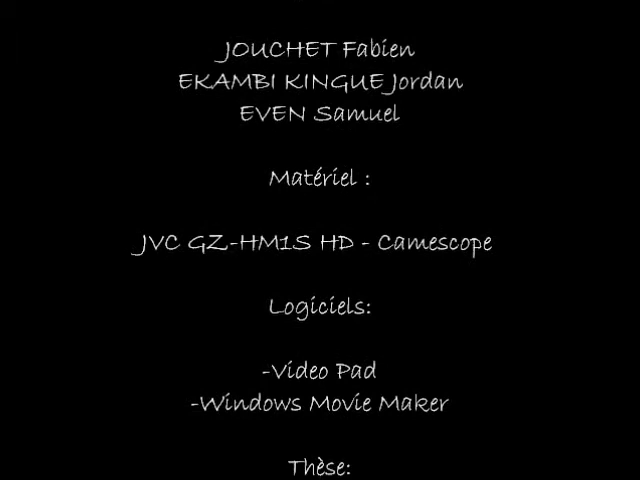 JOUCHET Fabien
EKAMBI KINGUE Jordan
EVEN Samuel
Matériel :
JVC GZ-HM1S HD - Camescope
Logiciels:
-Video Pad
-Windows Movie Maker
Thèse: